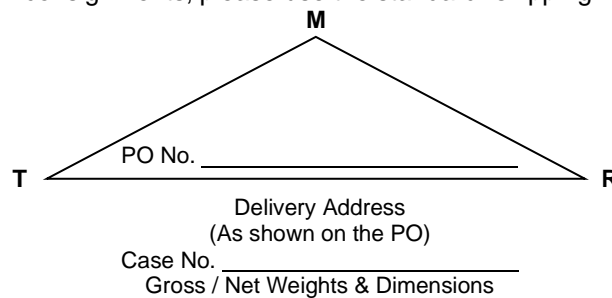 M
PO No.
T R
Delivery Address
(As shown on the PO)
Case No.
Gross / Net Weights & Dimensions